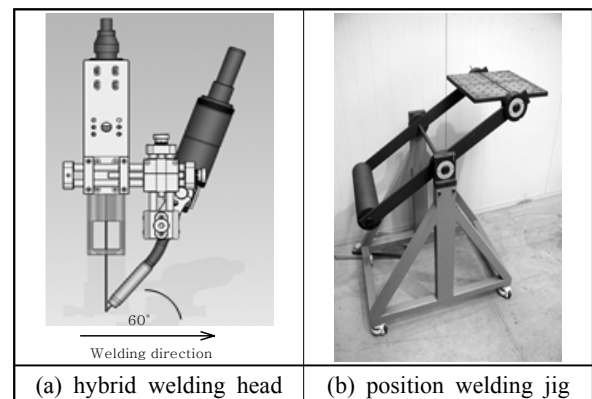 60°
Welding direction
(a) hybrid welding head
(b) position welding jig